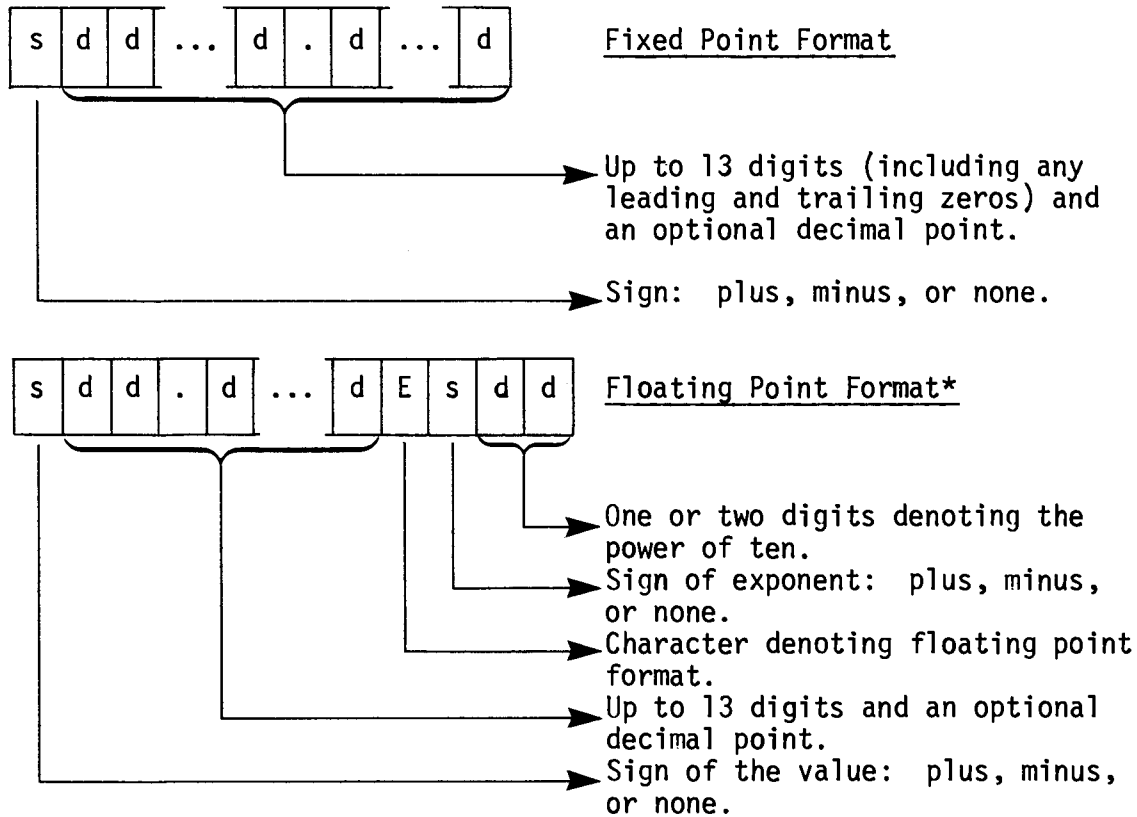 s d d ... d . d ... d
Fixed Point Format
Up to 13 digits (including any
leading and trailing zeros) and
an optional decimal point.
Sign: plus, minus, or none.
s d d . d ... d E s d d
Floating Point Format*
One or two digits denoting the
power of ten.
Sign of exponent: plus, minus,
or none.
Character denoting floating point
format.
Up to 13 digits and an optional
decimal point.
Sign of the value: plus, minus,
or none.